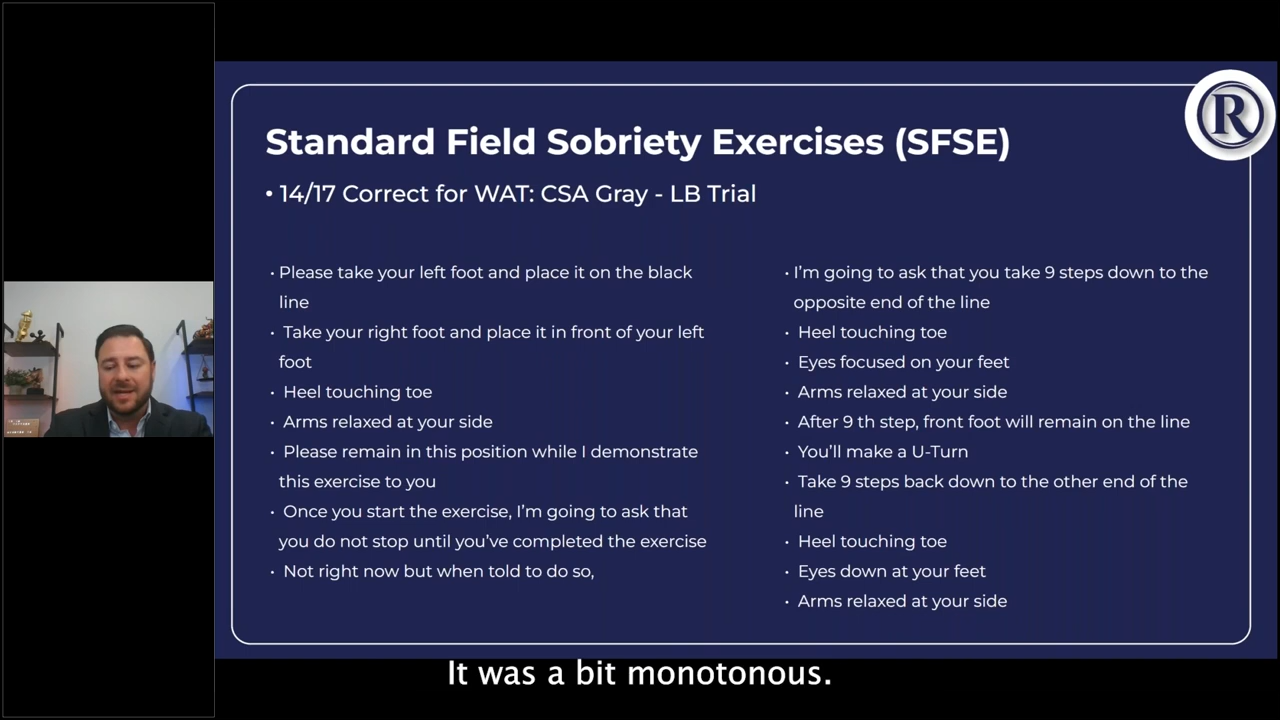 R
Standard Field Sobriety Exercises (SFSE)
• 14/17 Correct for WAT: CSA Gray - LB Trial
• Please take your left foot and place it on the black
line
• Take your right foot and place it in front of your left
foot
• Heel touching toe
• Arms relaxed at your side
• Please remain in this position while I demonstrate
this exercise to you
• Once you start the exercise, I'm going to ask that
you do not stop until you've completed the exercise
• Not right now but when told to do so,
• I'm going to ask that you take 9 steps down to the
opposite end of the line
• Heel touching toe
• Eyes focused on your feet
• Arms relaxed at your side
• After 9 th step, front foot will remain on the line
• You'll make a U-Turn
• Take 9 steps back down to the other end of the
line
• Heel touching toe
• Eyes down at your feet
• Arms relaxed at your side
It was a bit monotonous.